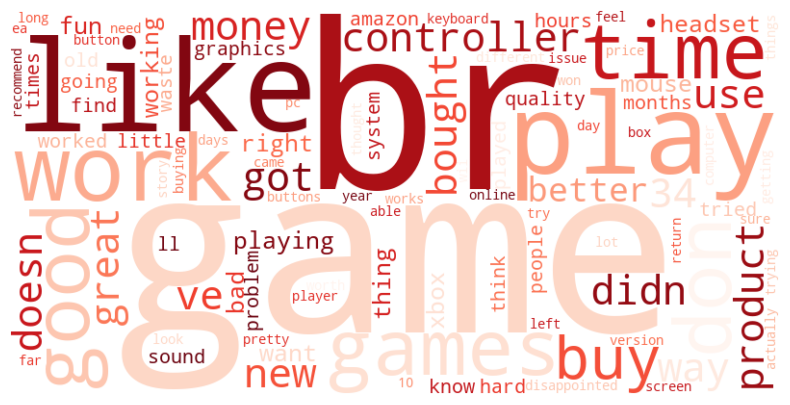 long
ea
fun
need
button
money
graphics
amazon
keyboard
controller
hours
feel
issue
headset
time
things
price
different
won
recommend
times
old
going
find
working
waste
like
br
pc
system
thought
bought
quality
day
mouse
months
use
box
play
worked
little
days
right
work
story
buying
came
got
buttons
year
works
online
able
better
34
played
computer
getting
tried
sure
good
great
doesn
game
ll
playing
ve
bad
problem
player
thing
think
people
try
lot
return
didn
don
product
trying
actually
look
sound
pretty
far
want
new
10
games
xbox
left
know
hard
version
disappointed
buy
screen
way